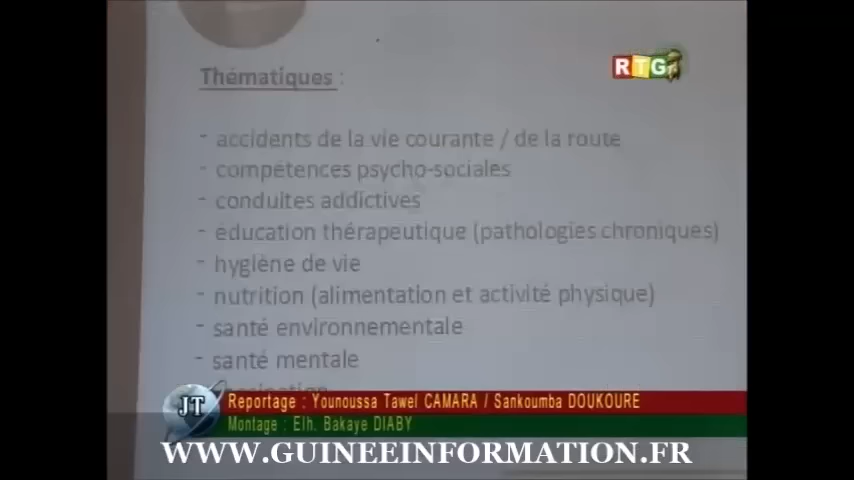 Thématiques :
RTG
- accidents de la vie courante / de la route
- compétences psycho-sociales
- conduites addictives
- éducation thérapeutique (pathologies chroniques)
- hygiène de vie
- nutrition (alimentation et activité physique)
- santé environnementale
- santé mentale
JT
Reportage : Younoussa Tawel CAMARA / Sankoumba DOUKOURE
Montage : Elh. Bakaye DIABY
WWW.GUINEEINFORMATION.FR